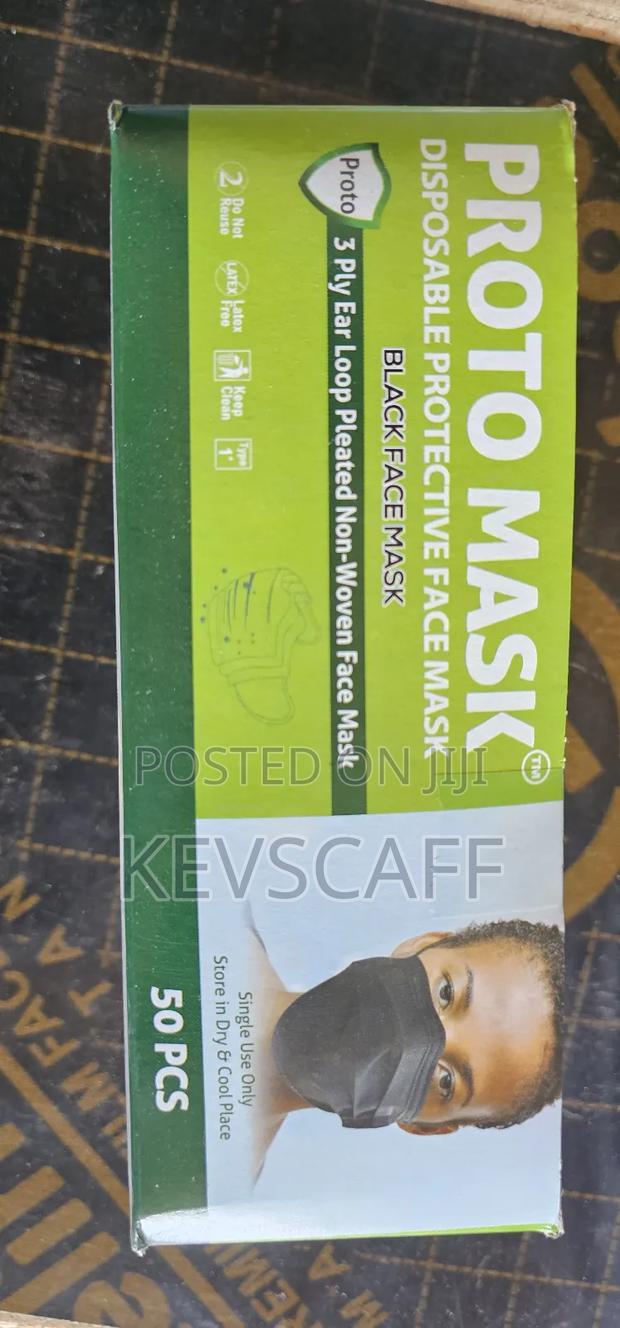 PROTO MASK™
DISPOSABLE PROTECTIVE FACE MASK
BLACK FACE MASK
Proto
3 Ply Ear Loop Pleated Non-Woven Face Mask
2 Do Not
Reuse
LATEX Latex
Free
Keep
Clean
Type
1*
Single Use Only
Store in Dry & Cool Place
50 PCS
POSTED ON JIJI
KEVSCAFF